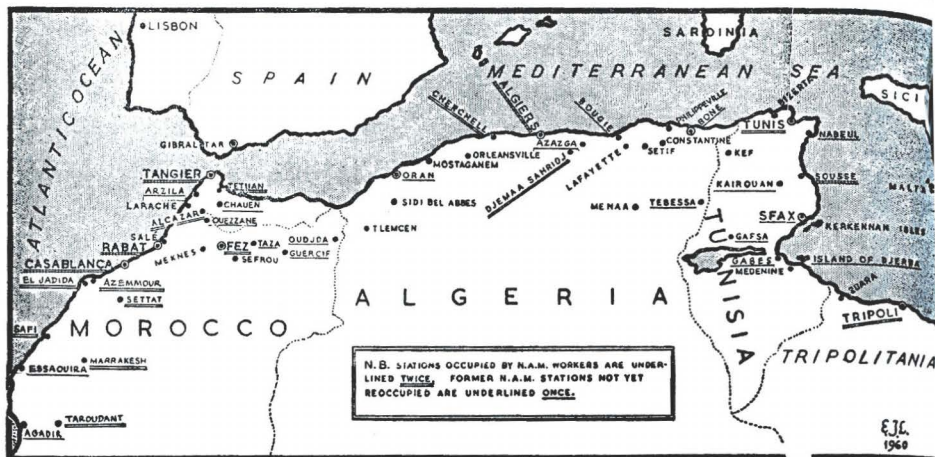 LISBON
SARDINIA
ATLANTIC OCEAN
SPAIN
MEDITERRANEAN SEA
SICI
GIBRALTAR
CHERCHELL
ALGIERS
BOUGIE
PHILIPPEVILLE
BONE
BIZERTA
TUNIS
NABEUL
AZAZGA
CONSTANTINE
SETIF
KEF
MOSTAGANEM
ORLEANSVILLE
DJEMAA SAHRIDJ
LAFAYETTE
TANGIER
TETUAN
ORAN
KAIROUAN
SOUSSE
MALTA
ARZILA
LARACHE
CHAUEN
SIDI BEL ABBES
MENAA
TEBESSA
ALCAZAR
OUEZZANE
SFAX
KERKENNAH ISLES
SALE
TLEMCEN
RABAT
MEKNES
FEZ
TAZA
OUDJDA
GAFSA
CASABLANCA
SEFROU
GUERCIF
GABES
ISLAND OF DJERBA
EL JADIDA
AZEMMOUR
MEDENINE
ZUARA
SETTAT
ALGERIA
TUNISIA
TRIPOLI
SAFI
MOROCCO
MARRAKESH
ESSAOUIRA
TRIPOLITANIA
N.B. STATIONS OCCUPIED BY N.A.M. WORKERS ARE UNDER-
LINED TWICE. FORMER N.A.M. STATIONS NOT YET
REOCCUPIED ARE UNDERLINED ONCE.
TAROUDANT
AGADIR
E.J.L.
1960